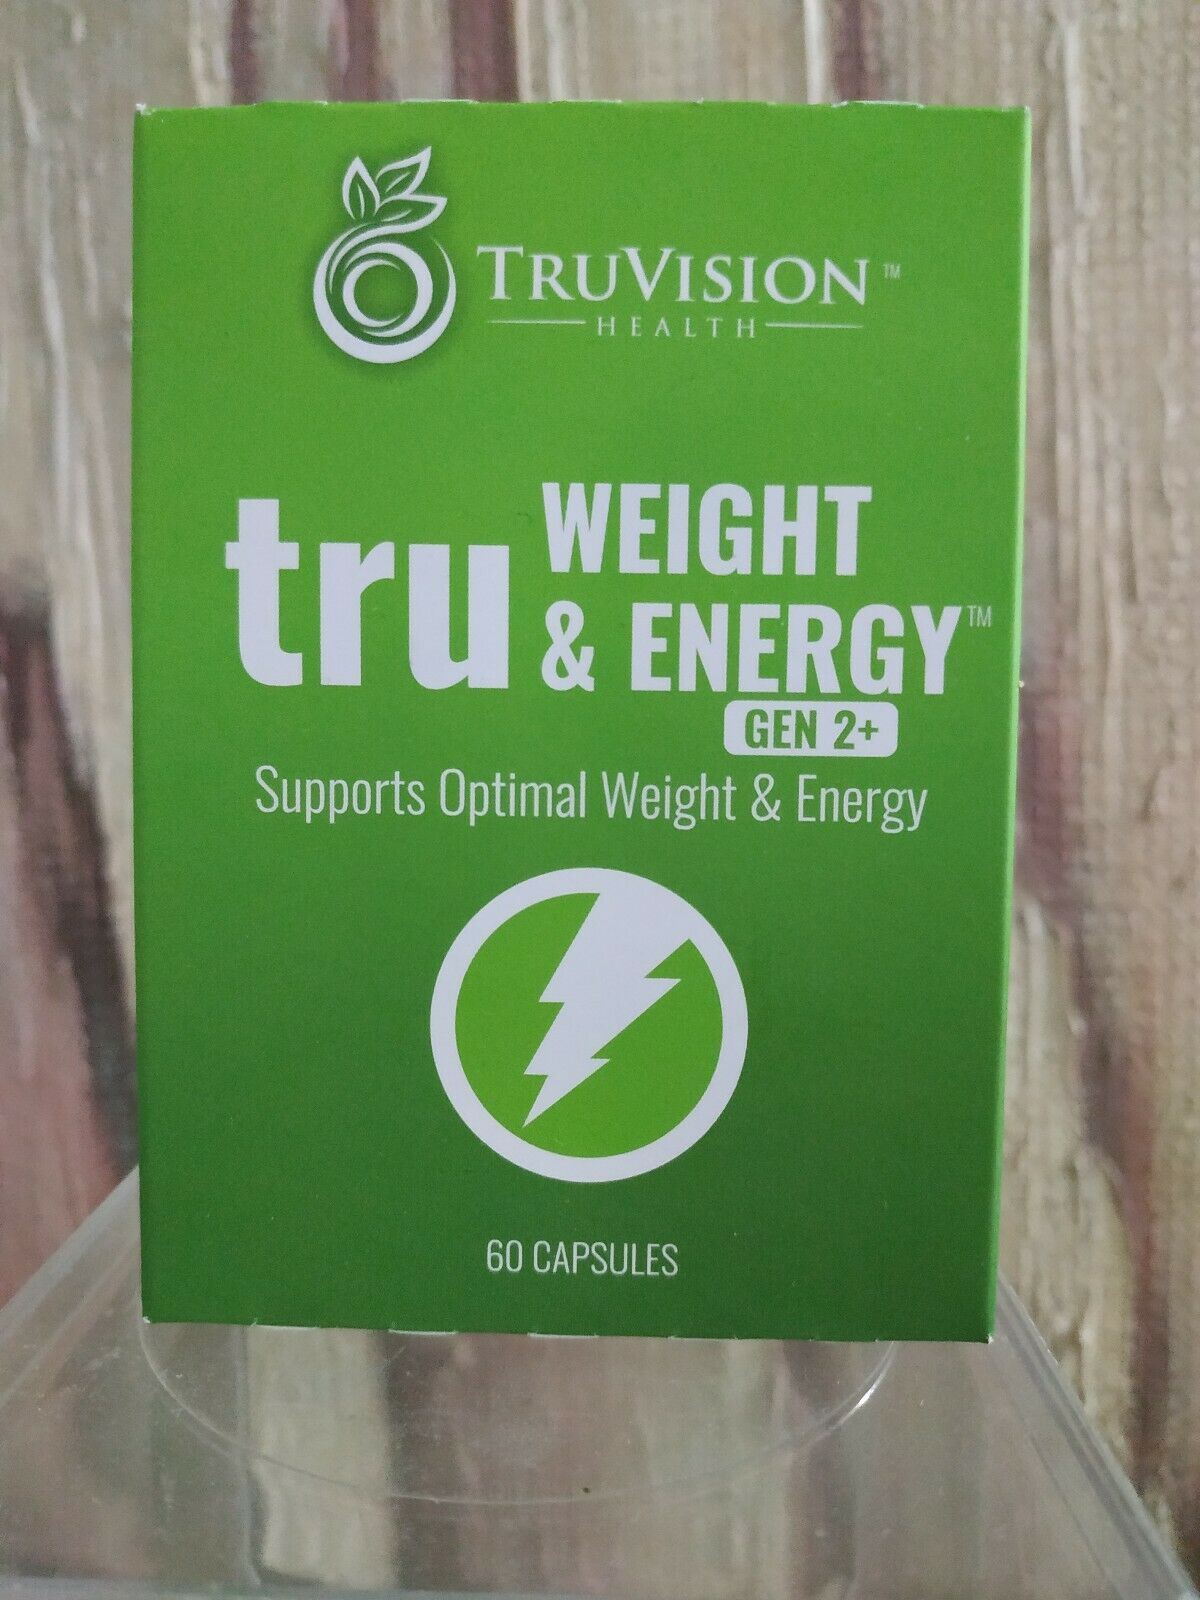 TRUVISION™
HEALTH
tru WEIGHT
& ENERGY™
GEN 2+
Supports Optimal Weight & Energy
60 CAPSULES